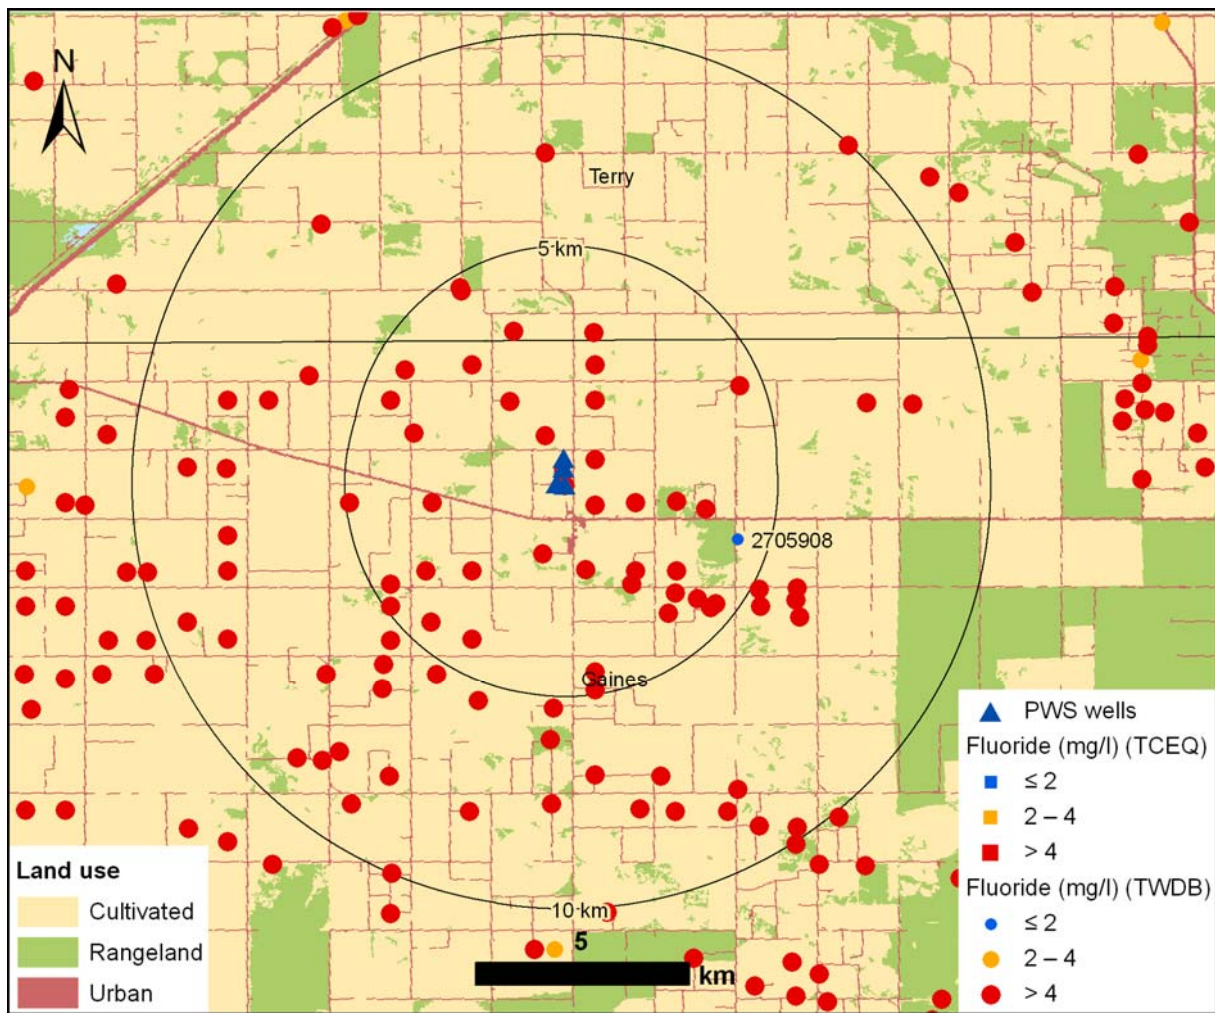 N
Terry
5 km
2705908
Gaines
10 km
5
km
Land use
Cultivated
Rangeland
Urban
PWS wells
Fluoride (mg/l) (TCEQ)
≤ 2
2 – 4
> 4
Fluoride (mg/l) (TWDB)
≤ 2
2 – 4
> 4